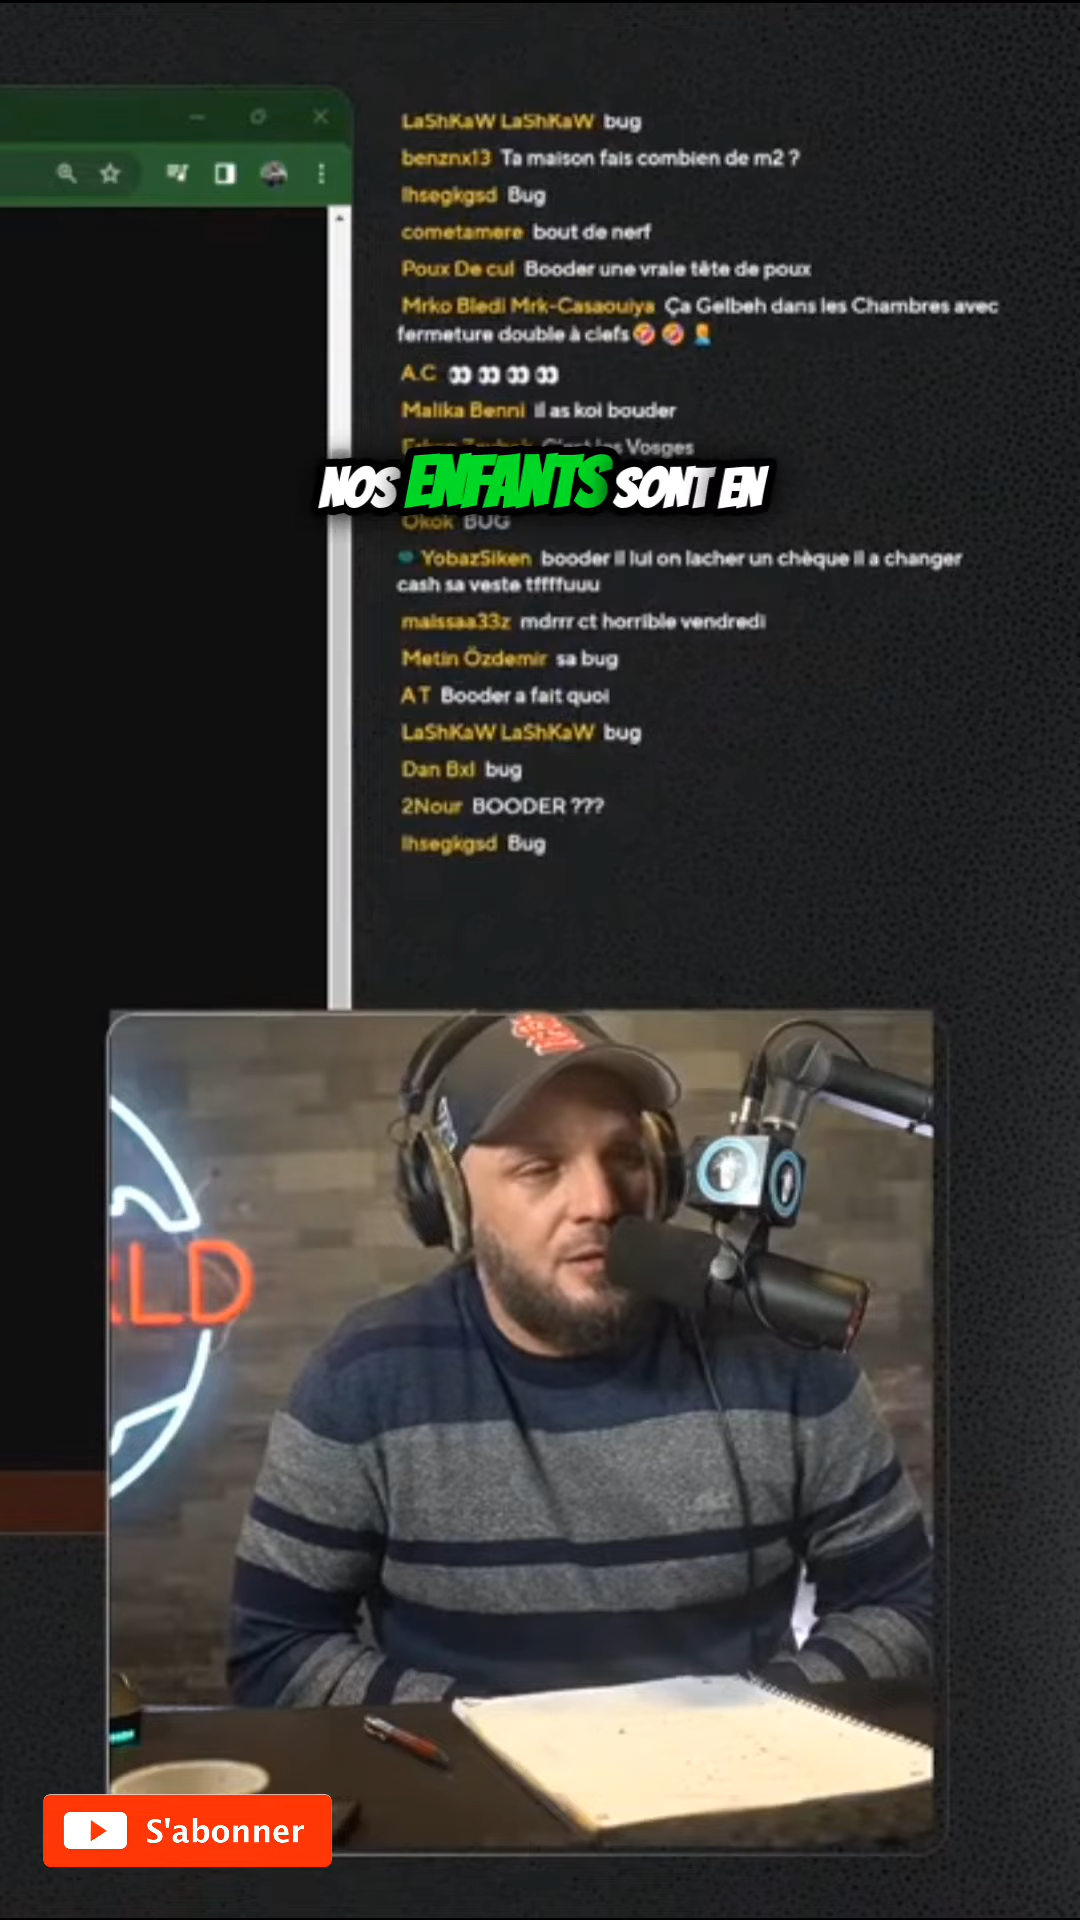 LaShKaW LaShKaW bug
benznx13 Ta maison fais combien de m2 ?
Ihsegkgsd Bug
cometamere bout de nerf
Poux De cul Booder une vraie tête de poux
Mrko Bledi Mrk-Casaouiya Ça Gelbeh dans les Chambres avec
fermeture double à clefs🤣 🤣 🤦
A.C 👀 👀 👀 👀
Malika Benni il as koi bouder
Vosges
NOS ENFANTS SONT EN
Okok BUG
YobazSiken booder il lui on lacher un chèque il a changer
cash sa veste tffffuuu
maissaa33z mdrrr ct horrible vendredi
Metin Özdemir sa bug
A T Booder a fait quoi
LaShKaW LaShKaW bug
Dan Bxl bug
2Nour BOODER ???
Ihsegkgsd Bug
RLD
S'abonner